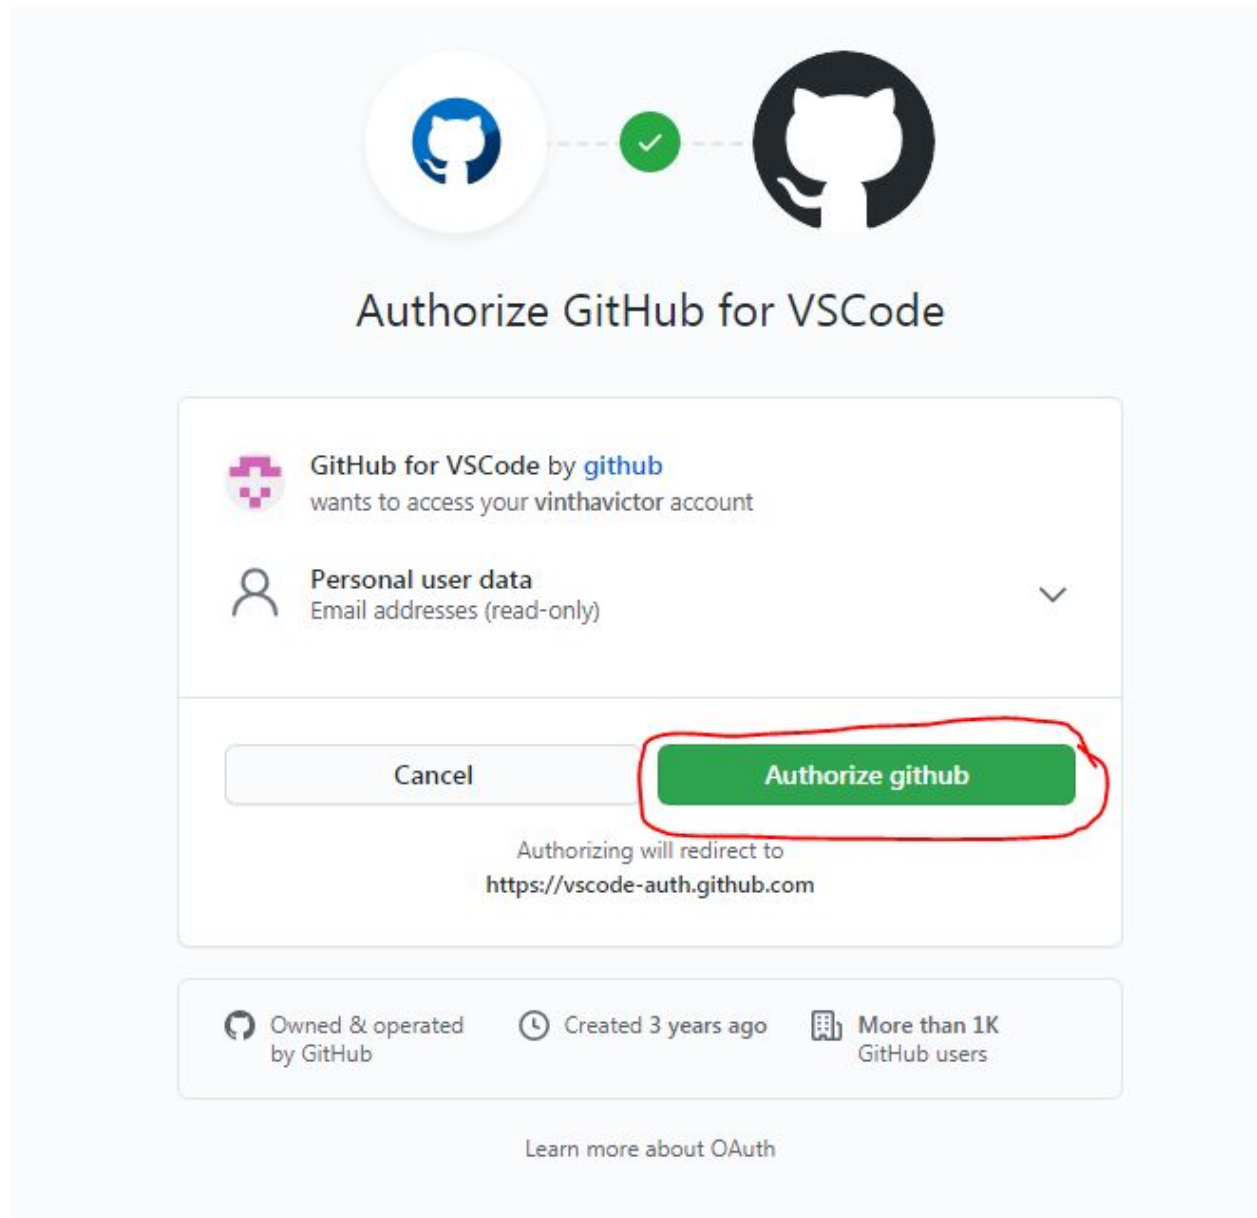 Authorize GitHub for VSCode
GitHub for VSCode by github
wants to access your vinthavictor account
Personal user data
Email addresses (read-only)
Cancel
Authorize github
Authorizing will redirect to
https://vscode-auth.github.com
Owned & operated
by GitHub
Created 3 years ago
More than 1K
GitHub users
Learn more about OAuth